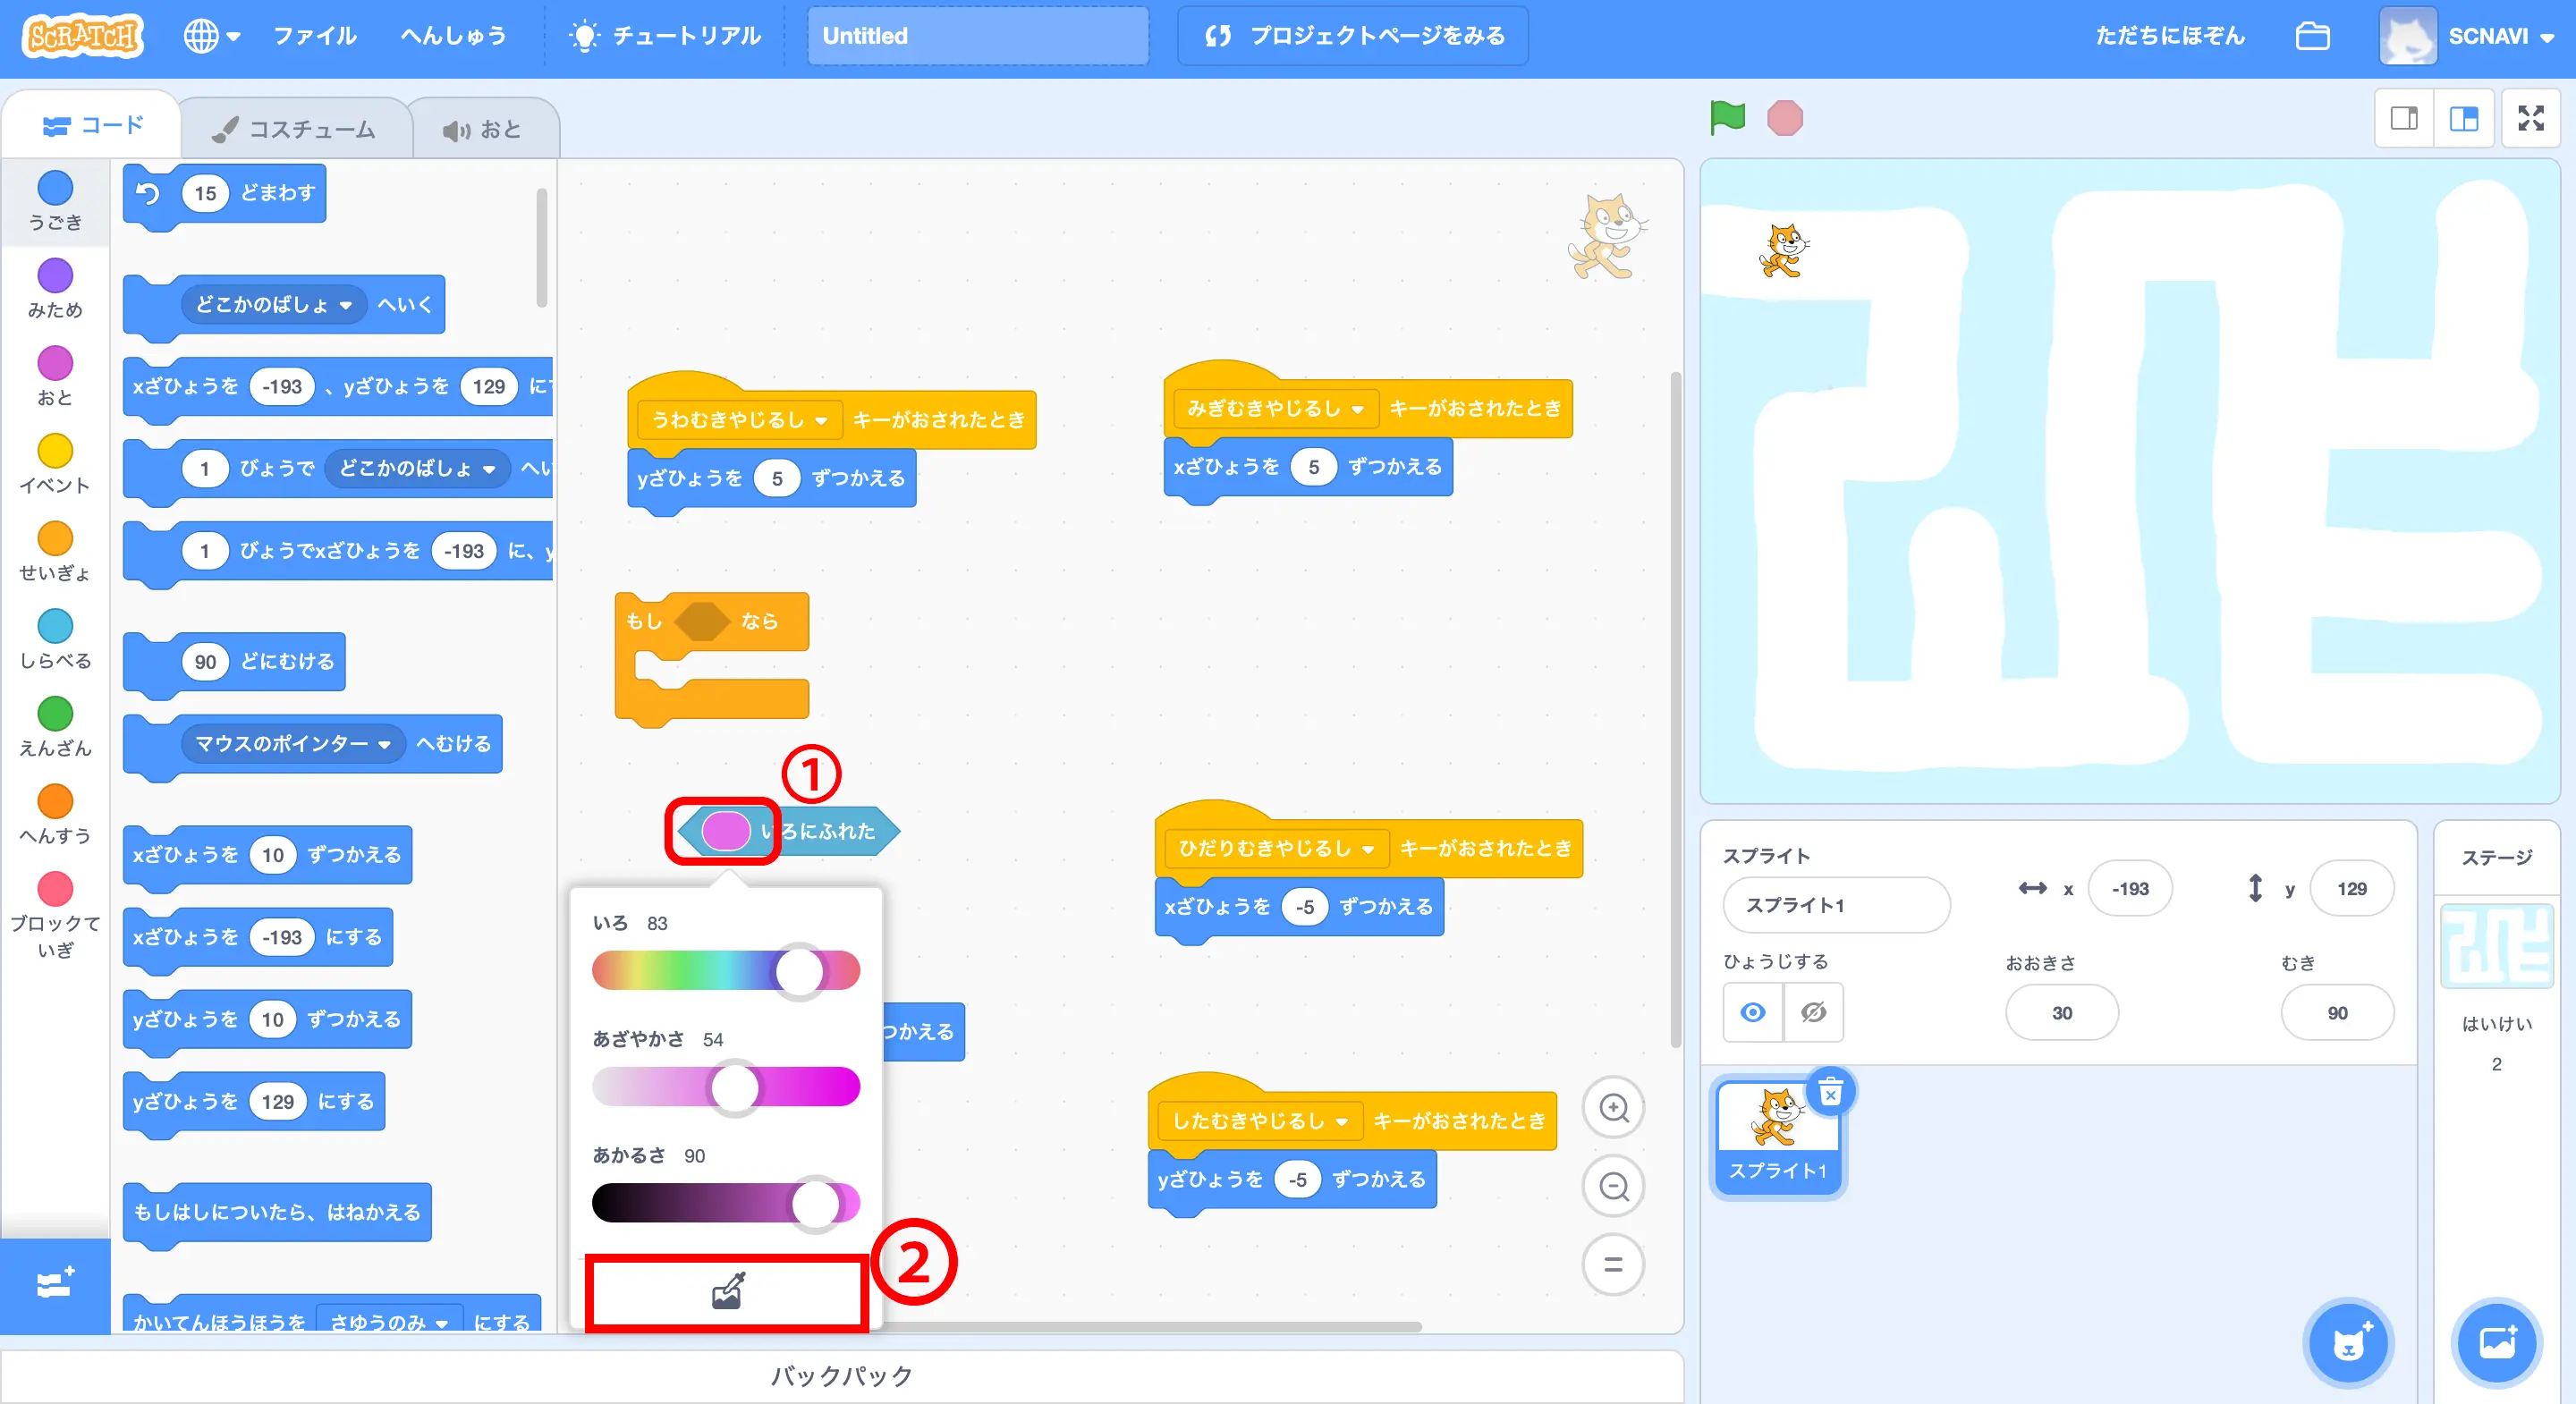 SCRATCH
ファイル
へんしゅう
チュートリアル
Untitled
プロジェクトページをみる
ただちにほぞん
SCNAVI
コード
コスチューム
おと
うごき
みため
おと
イベント
せいぎょ
しらべる
えんざん
へんすう
ブロックて
いぎ
15 どまわす
どこかのばしょ へいく
xざひょうを -193 、yざひょうを 129 に
1 びょうで どこかのばしょ へい
1 びょうでxざひょうを -193 に、y
90 どにむける
マウスのポインター へむける
xざひょうを 10 ずつかえる
xざひょうを -193 にする
yざひょうを 10 ずつかえる
yざひょうを 129 にする
もしはしについたら、はねかえる
かいてんほうほうを さゆうのみ にする
うわむきやじるし キーがおされたとき
yざひょうを 5 ずつかえる
みぎむきやじるし キーがおされたとき
xざひょうを 5 ずつかえる
もし なら
①
いろにふれた
いろ 83
あざやかさ 54
つかえる
あかるさ 90
②
ひだりむきやじるし キーがおされたとき
xざひょうを -5 ずつかえる
したむきやじるし キーがおされたとき
yざひょうを -5 ずつかえる
バックパック
スプライト
スプライト1
x -193
y 129
ひょうじする
おおきさ
30
むき
90
スプライト1
ステージ
はいけい
2